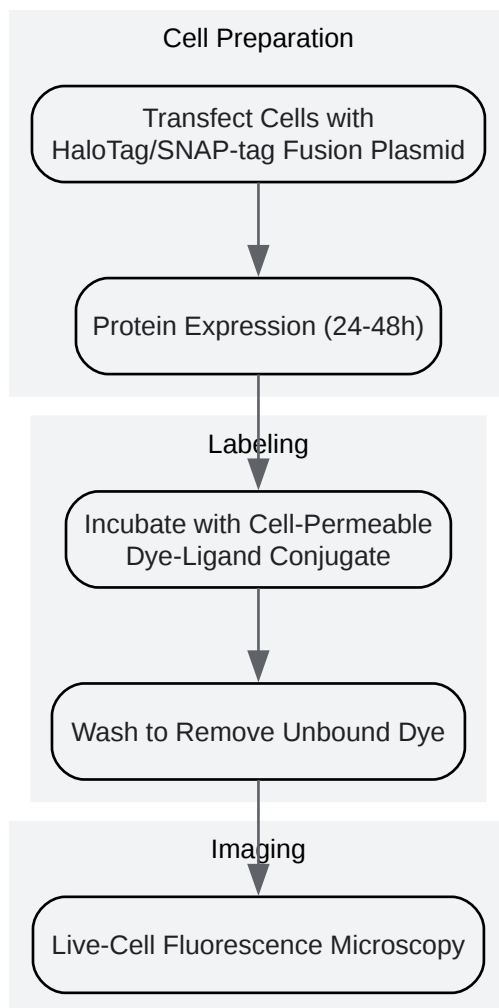 Cell Preparation
Transfect Cells with
HaloTag/SNAP-tag Fusion Plasmid
Protein Expression (24-48h)
Labeling
Incubate with Cell-Permeable
Dye-Ligand Conjugate
Wash to Remove Unbound Dye
Imaging
Live-Cell Fluorescence Microscopy